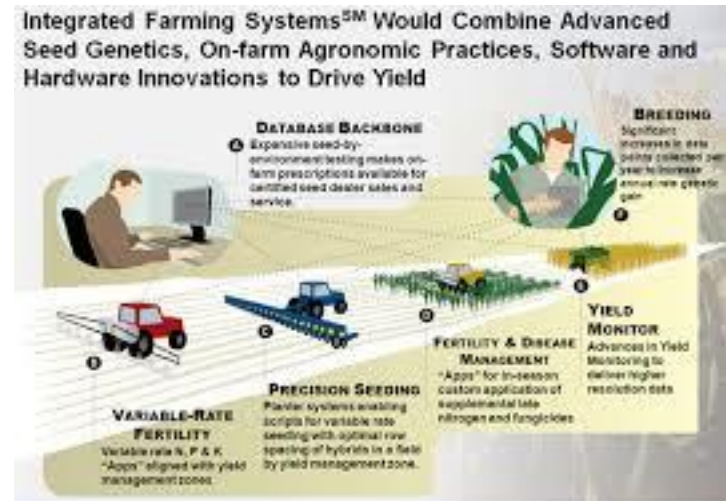 Integrated Farming Systems℠ Would Combine Advanced
Seed Genetics, On-farm Agronomic Practices, Software and
Hardware Innovations to Drive Yield
DATABASE BACKBONE
A Expansive seed-by-
environment testing makes on-
farm prescriptions available for
certified seed dealer sales and
service.
BREEDING
Significant
increases in data
points collected per
year to increase
annual rate genetic
gain
F
B
VARIABLE-RATE
FERTILITY
Variable rate N, P & K
"Apps" aligned with yield
management zones
C
PRECISION SEEDING
Planter systems enabling
scripts for variable rate
seeding with optimal row
spacing of hybrids in a field
by yield management zone.
D
FERTILITY & DISEASE
MANAGEMENT
"Apps" for in-season
custom application of
supplemental late
nitrogen and fungicides
E
YIELD
MONITOR
Advances in Yield
Monitoring to
deliver higher
resolution data